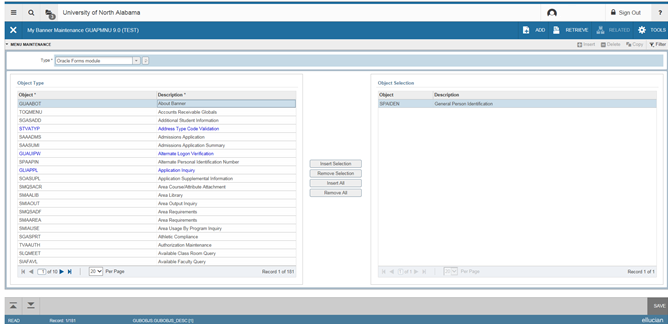 University of North Alabama
Sign Out
?
X My Banner Maintenance GUAPMNU 9.0 (TEST)
ADD RETRIEVE RELATED TOOLS
MENU MAINTENANCE
Insert Delete Copy Filter
Type * Oracle Forms module
Object Type
Object * Description *
GUAABOT About Banner
TOQMENU Accounts Receivable Globals
SGASADD Additional Student Information
STVATYP Address Type Code Validation
SAAADMS Admissions Application
SAASUMI Admissions Application Summary
GUAUIPW Alternate Logon Verification
SPAAPIN Alternate Personal Identification Number
GUAPPL Application Inquiry
SOASUPL Application Supplemental Information
SMQSACR Area Course/Attribute Attachment
SMAALIB Area Library
SMIAOUT Area Output Inquiry
SMQSADF Area Requirements
SMAAREA Area Requirements
SMIAUSE Area Usage By Program Inquiry
SGASPRT Athletic Compliance
TVAAUTH Authorization Maintenance
SLQMEET Available Class Room Query
SIAFAVL Available Faculty Query
1 of 10 20 Per Page Record 1 of 181
Insert Selection
Remove Selection
Insert All
Remove All
Object Selection
Object Description
SPAIDEN General Person Identification
1 of 1 20 Per Page Record 1 of 1
SAVE
READ Record: 1/181 GUBOBJS.GUBOBJS_DESC [1] ellucian